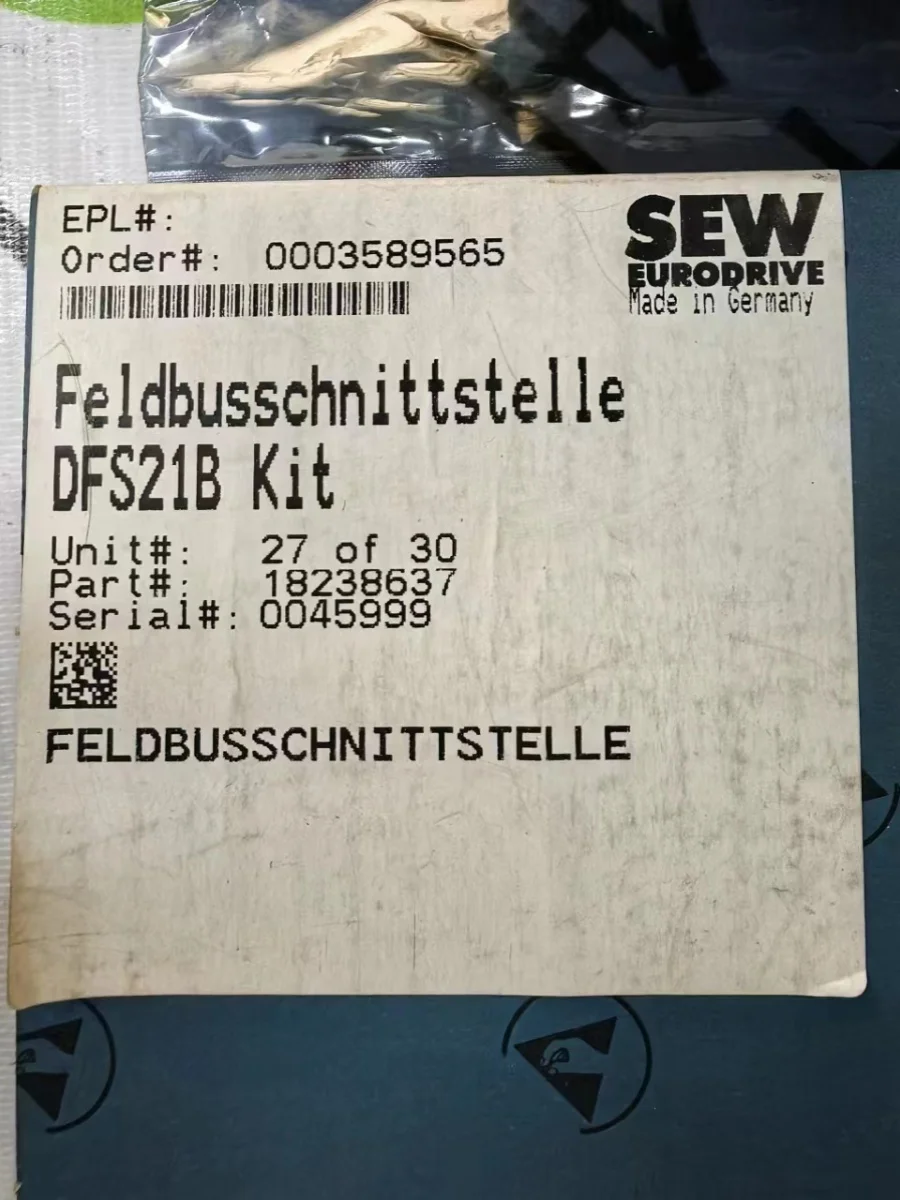 EPL#:
Order#: 0003589565
SEW
EURODRIVE
Made in Germany
Feldbusschnittstelle
DFS21B Kit
Unit#: 27 of 30
Part#: 18238637
Serial#: 0045999
FELDBUSSCHNITTSTELLE